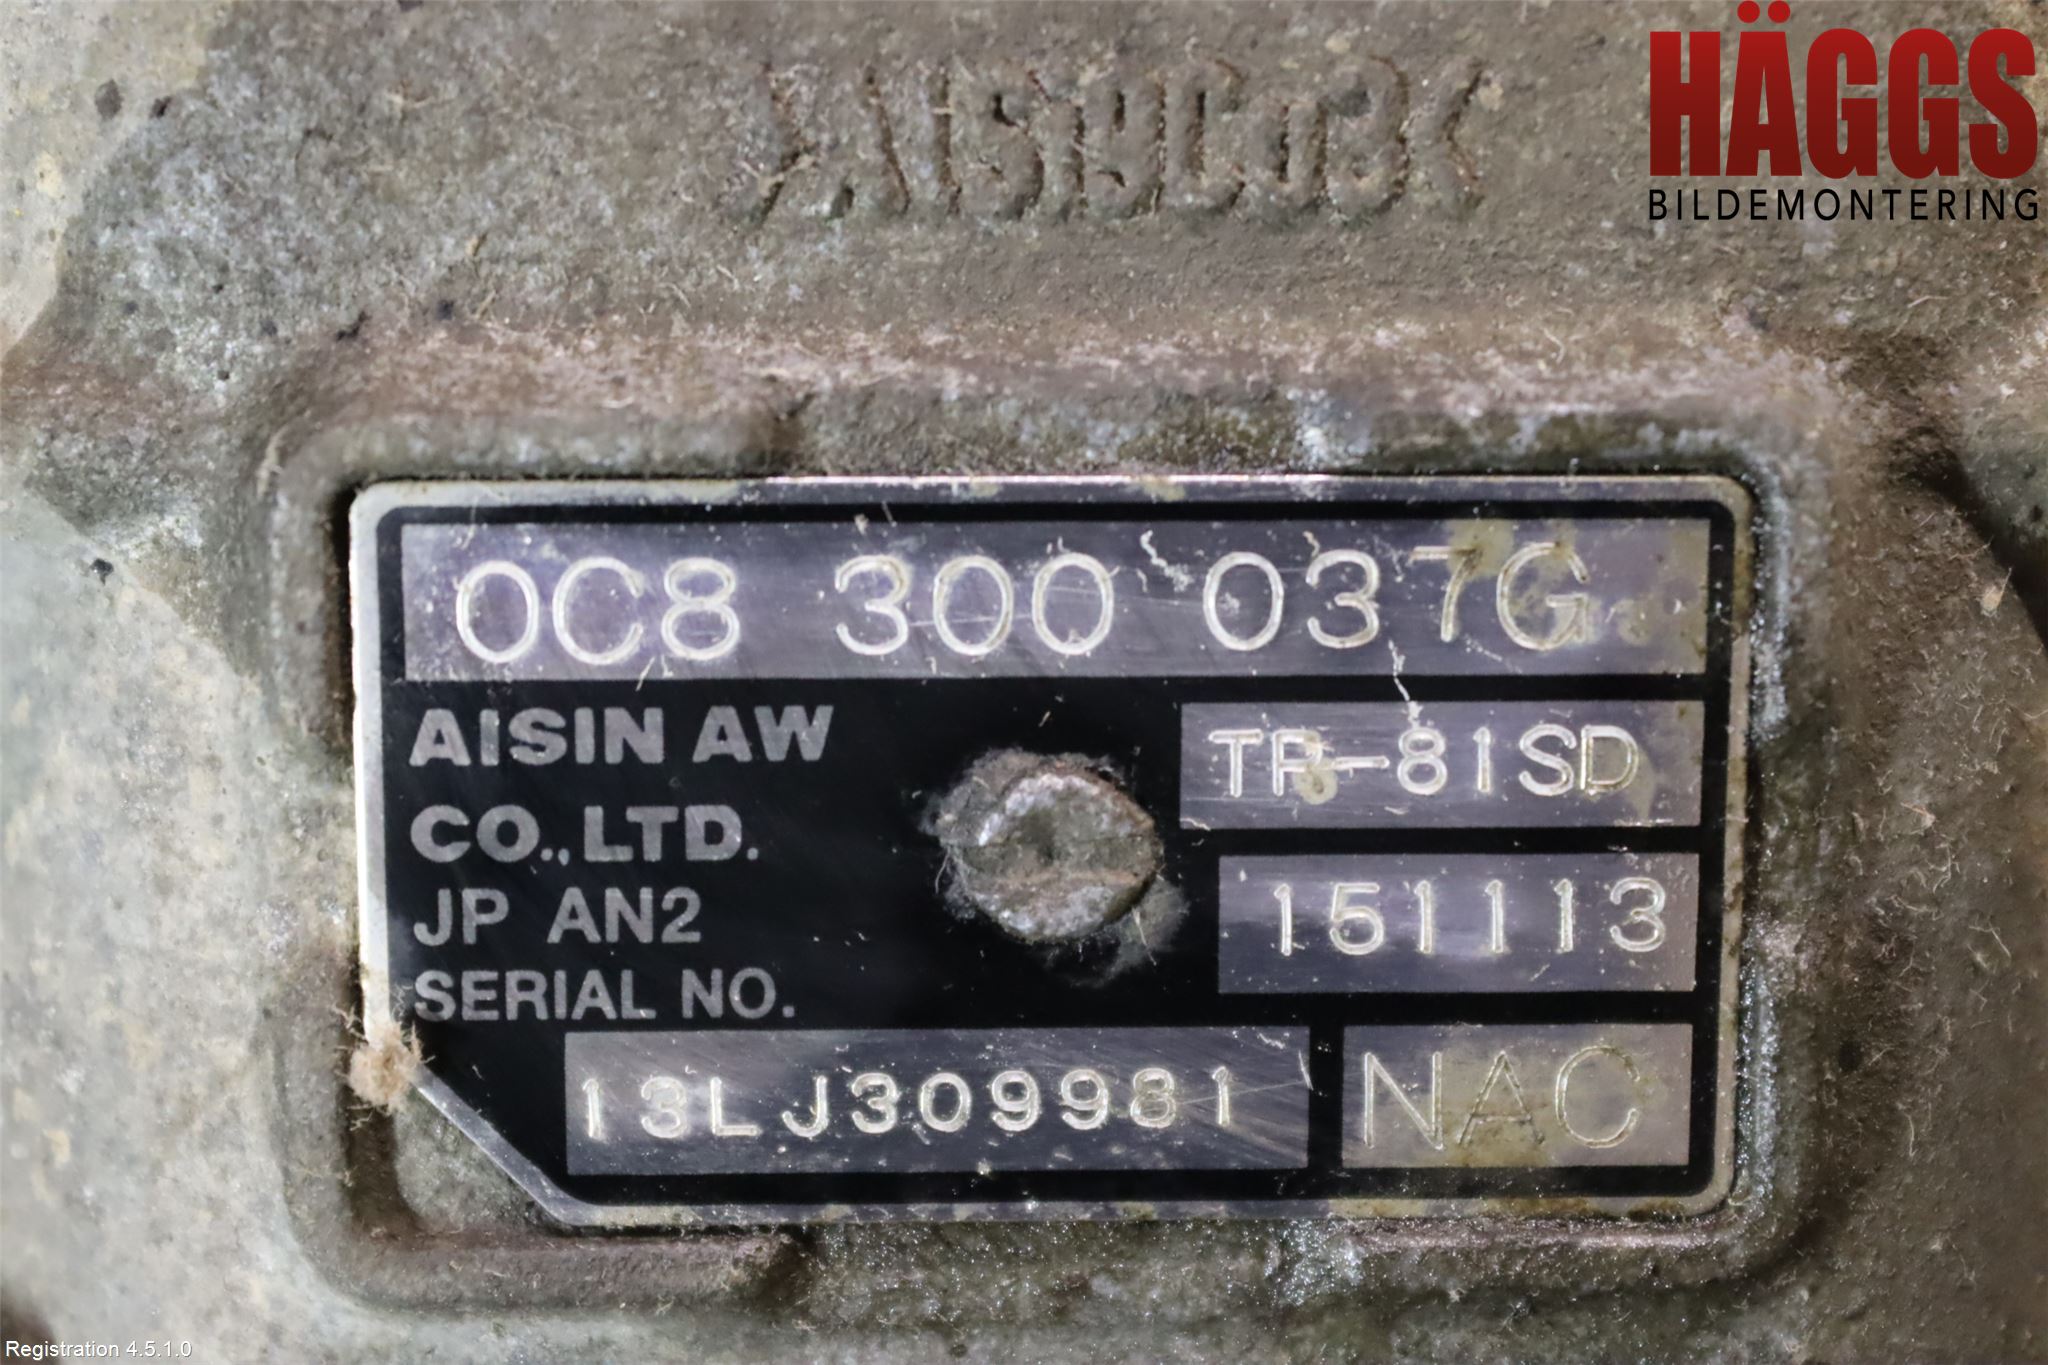 HÄGGS
BILDEMONTERING
0C8 300 037G
AISIN AW
CO., LTD.
JP AN2
SERIAL NO.
TR-81SD
151113
13LJ309981
NAC
Registration 4.5.1.0